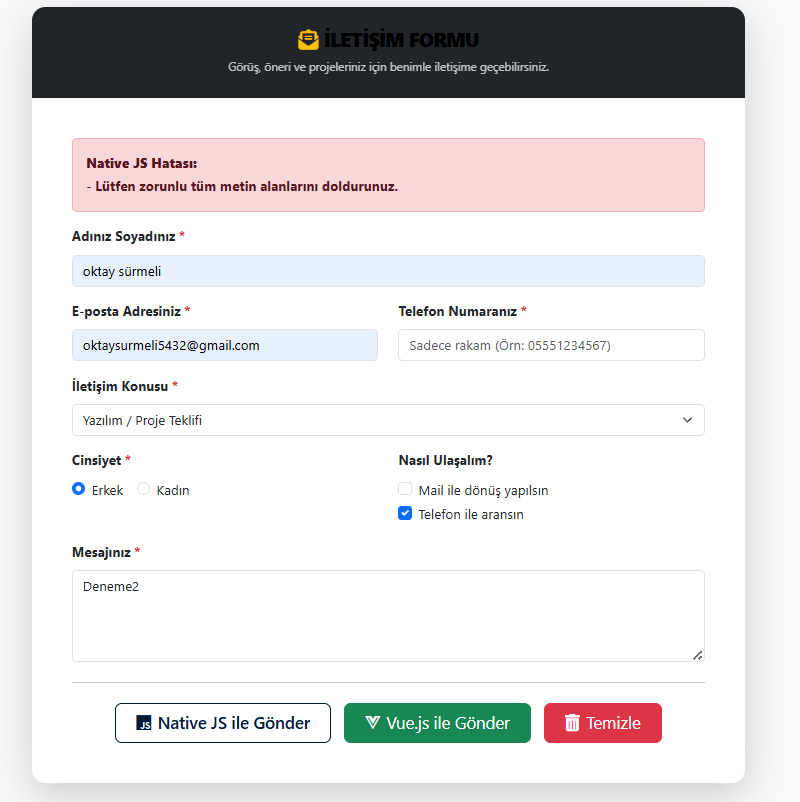 İLETİŞİM FORMU
Görüş, öneri ve projeleriniz için benimle iletişime geçebilirsiniz.
Native JS Hatası:
- Lütfen zorunlu tüm metin alanlarını doldurunuz.
Adınız Soyadınız *
oktay sürmeli
E-posta Adresiniz *
Telefon Numaranız *
oktaysurmeli5432@gmail.com
Sadece rakam (Örn: 05551234567)
İletişim Konusu *
Yazılım / Proje Teklifi
Cinsiyet *
Nasıl Ulaşalım?
Erkek Kadın
Mail ile dönüş yapılsın
Telefon ile aransın
Mesajınız *
Deneme2
JS Native JS ile Gönder
Vue.js ile Gönder
Temizle